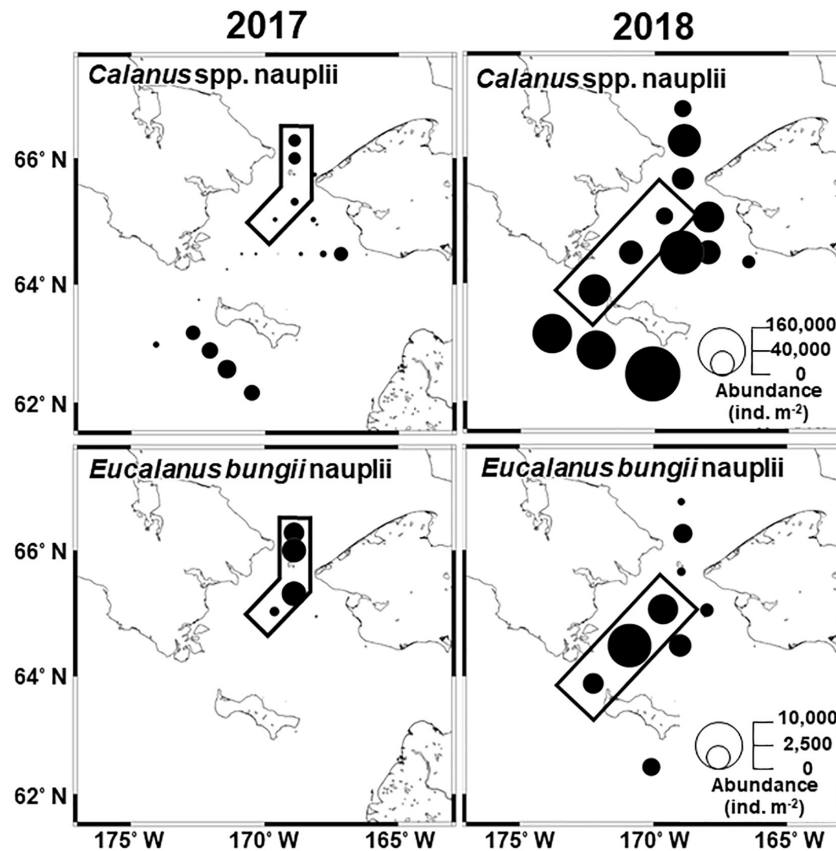 2017
2018
Calanus spp. nauplii
Calanus spp. nauplii
66° N
64° N
62° N
160,000
40,000
0
Abundance
(ind. m-2)
Eucalanus bungii nauplii
Eucalanus bungii nauplii
66° N
64° N
62° N
10,000
2,500
0
Abundance
(ind. m-2)
175° W
170° W
165° W
175° W
170° W
165° W